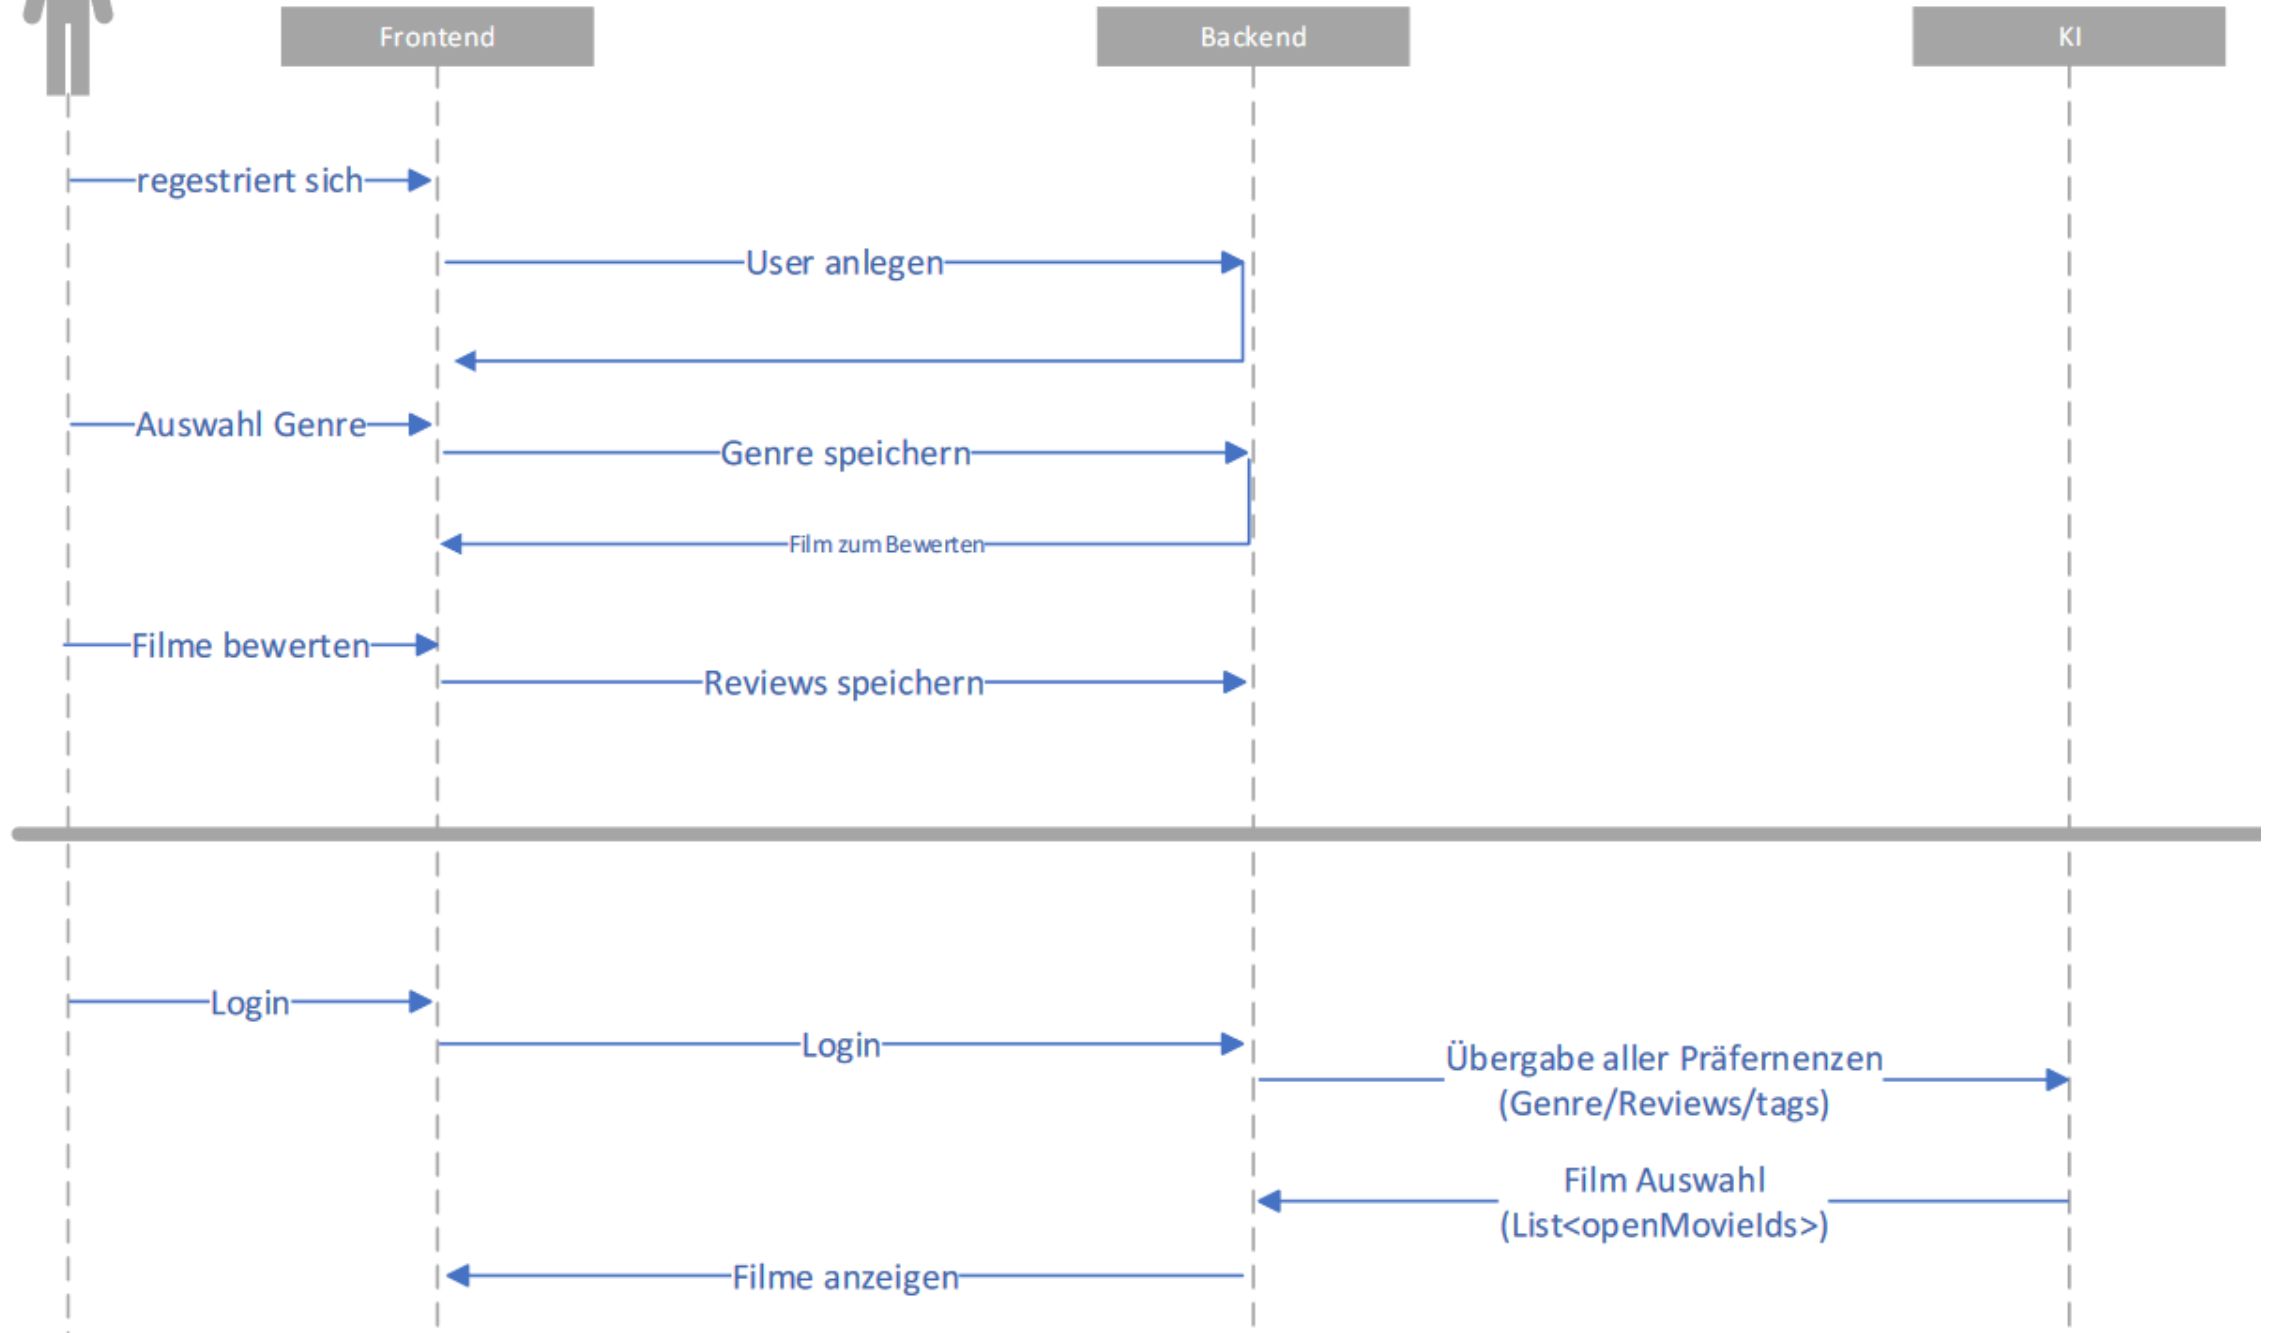 Frontend
Backend
KI
regestriert sich
User anlegen
Auswahl Genre
Genre speichern
Film zum Bewerten
Filme bewerten
Reviews speichern
Login
Login
Übergabe aller Präfernenzen
(Genre/Reviews/tags)
Film Auswahl
(List<openMovieIds>)
Filme anzeigen